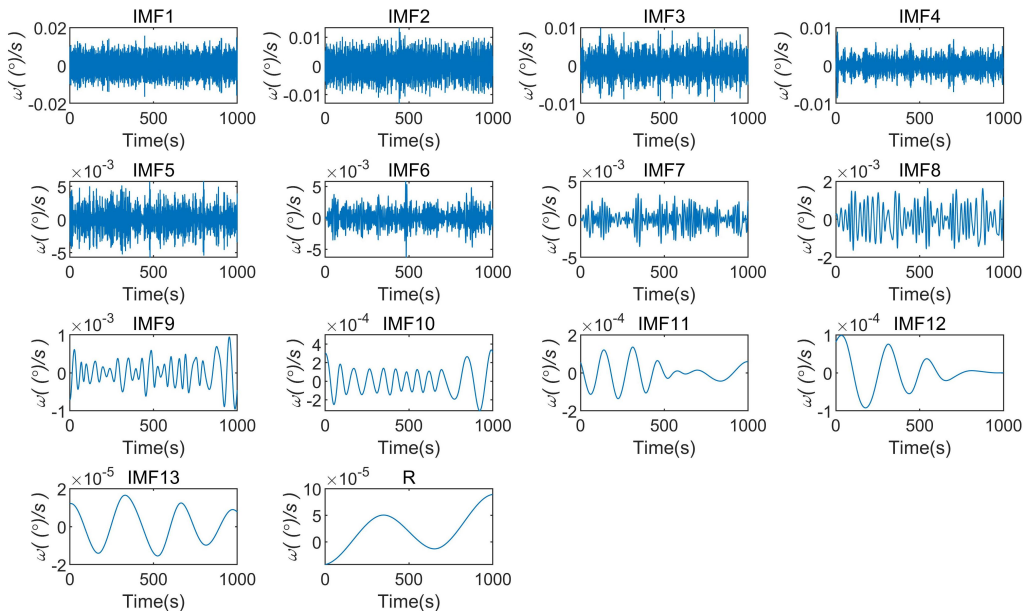 IMF1
0.02
0
-0.02
ω( (°)/s )
0 500 1000
Time(s)
IMF2
0.01
0
-0.01
ω( (°)/s )
0 500 1000
Time(s)
IMF3
0.01
0
-0.01
ω( (°)/s )
0 500 1000
Time(s)
IMF4
0.01
0
-0.01
ω( (°)/s )
0 500 1000
Time(s)
×10⁻³ IMF5
5
0
-5
ω( (°)/s )
0 500 1000
Time(s)
×10⁻³ IMF6
5
0
-5
ω( (°)/s )
0 500 1000
Time(s)
×10⁻³ IMF7
5
0
-5
ω( (°)/s )
0 500 1000
Time(s)
×10⁻³ IMF8
2
0
-2
ω( (°)/s )
0 500 1000
Time(s)
×10⁻³ IMF9
1
0
-1
ω( (°)/s )
0 500 1000
Time(s)
×10⁻⁴ IMF10
4
2
0
-2
ω( (°)/s )
0 500 1000
Time(s)
×10⁻⁴ IMF11
2
0
-2
ω( (°)/s )
0 500 1000
Time(s)
×10⁻⁴ IMF12
1
0
-1
ω( (°)/s )
0 500 1000
Time(s)
×10⁻⁵ IMF13
2
0
-2
ω( (°)/s )
0 500 1000
Time(s)
×10⁻⁵ R
10
5
0
ω( (°)/s )
0 500 1000
Time(s)